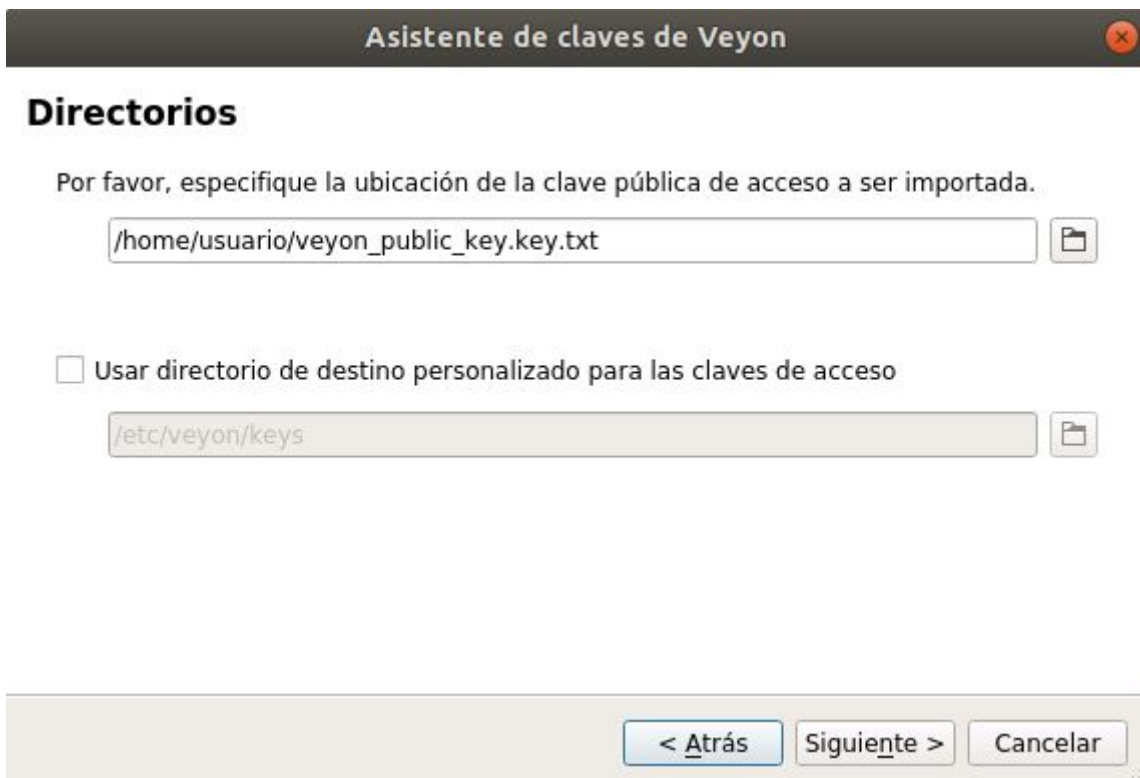 Asistente de claves de Veyon
Directorios
Por favor, especifique la ubicación de la clave pública de acceso a ser importada.
/home/usuario/veyon_public_key.key.txt
Usar directorio de destino personalizado para las claves de acceso
/etc/veyon/keys
< Atrás Siguiente > Cancelar